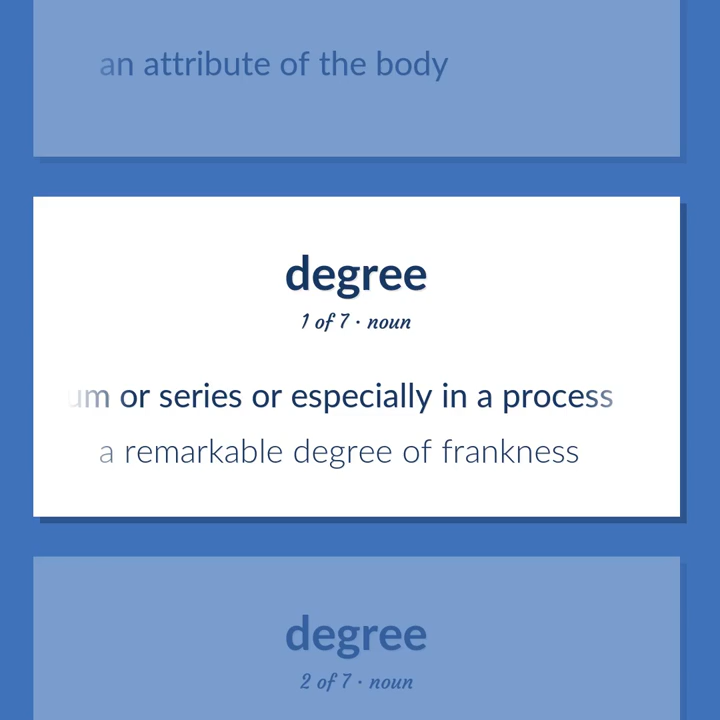 an attribute of the body
degree
1 of 7 · noun
um or series or especially in a process
a remarkable degree of frankness
degree
2 of 7 · noun